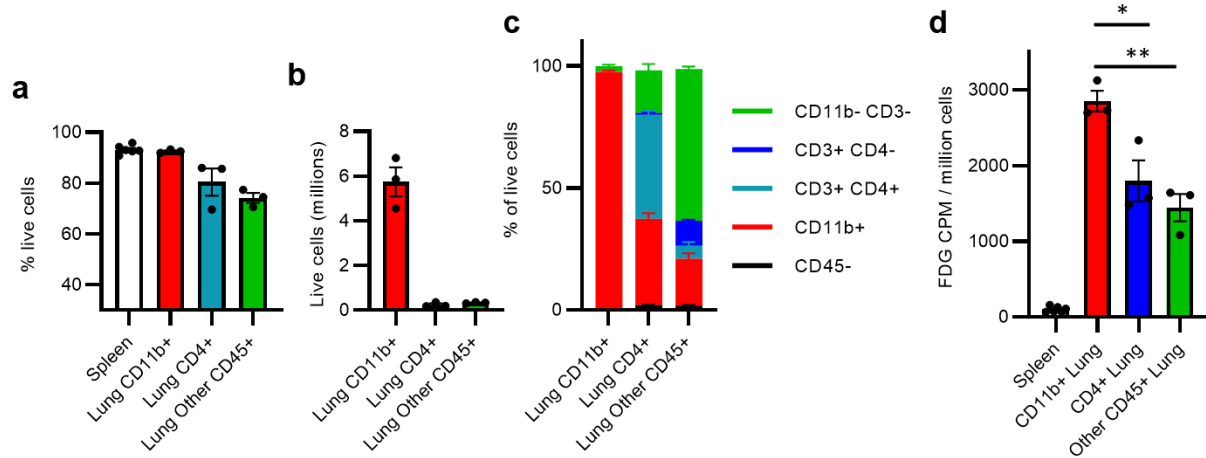 a
% live cells
100
80
60
40
Spleen
Lung CD11b+
Lung CD4+
Lung Other CD45+
b
Live cells (millions)
8
6
4
2
0
Lung CD11b+
Lung CD4+
Lung Other CD45+
c
% of live cells
100
50
0
Lung CD11b+
Lung CD4+
Lung Other CD45+
CD11b- CD3-
CD3+ CD4-
CD3+ CD4+
CD11b+
CD45-
d
*
**
FDG CPM / million cells
3000
2000
1000
0
Spleen
CD11b+ Lung
CD4+ Lung
Other CD45+ Lung